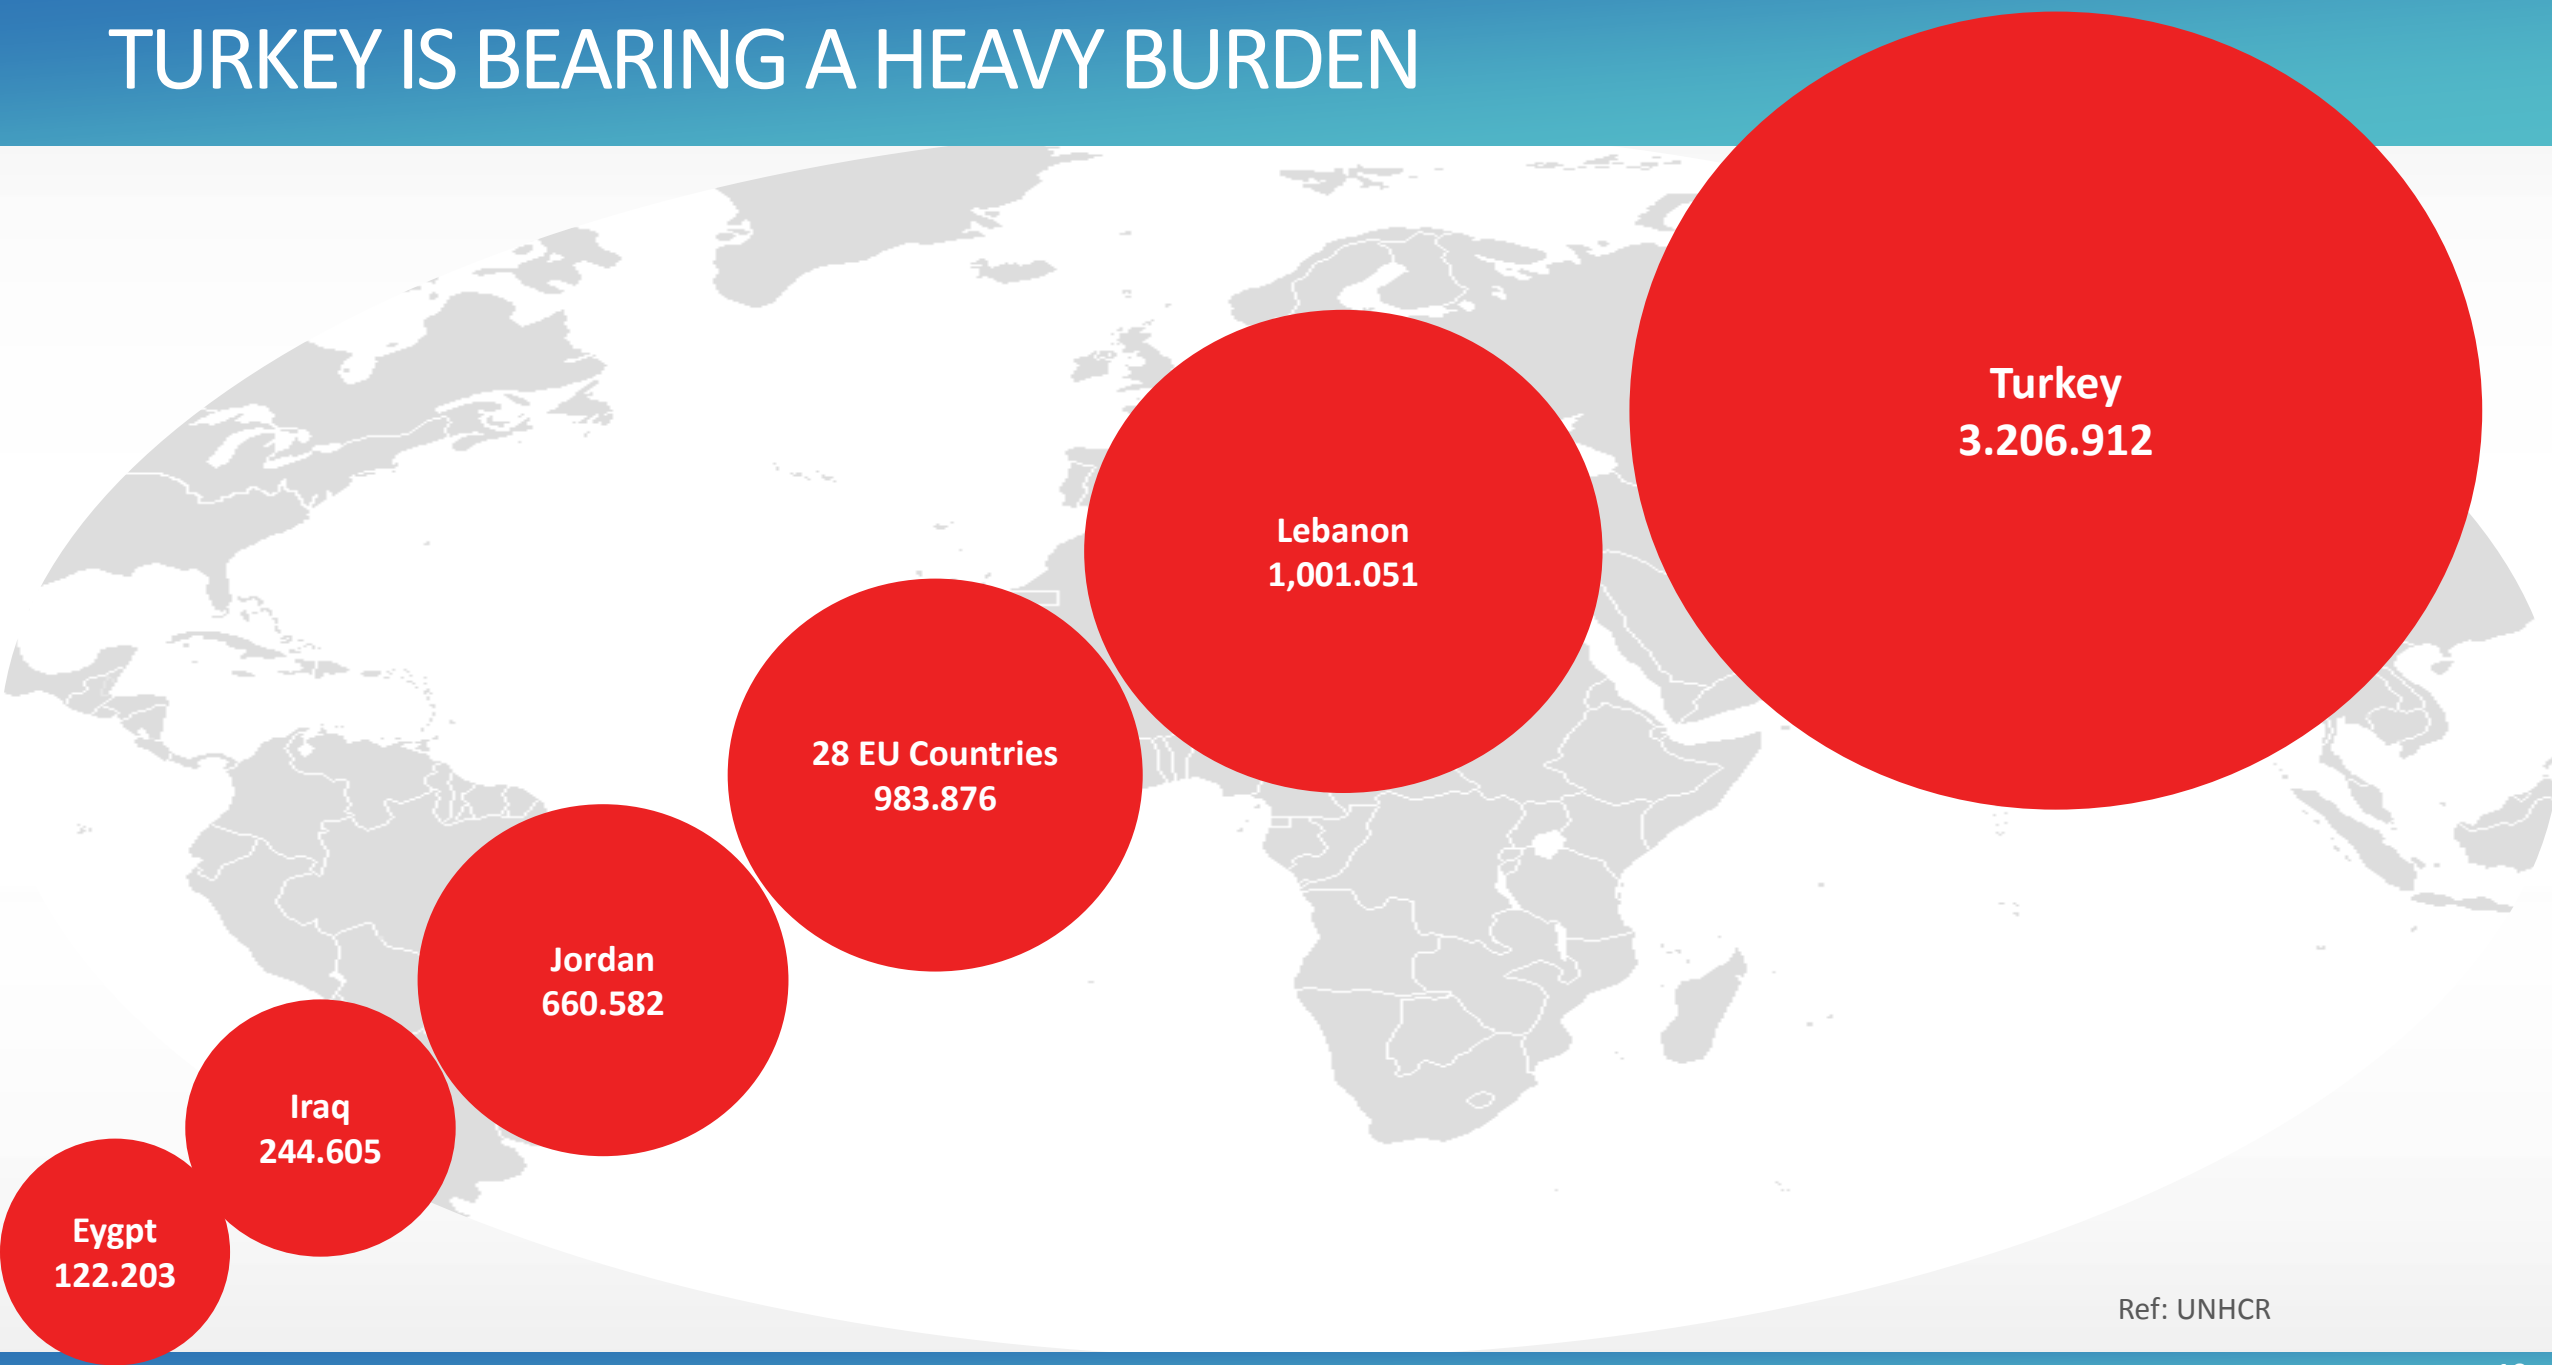 TURKEY IS BEARING A HEAVY BURDEN
Turkey
3.206.912
Lebanon
1,001.051
28 EU Countries
983.876
Jordan
660.582
Iraq
244.605
Eygpt
122.203
Ref: UNHCR